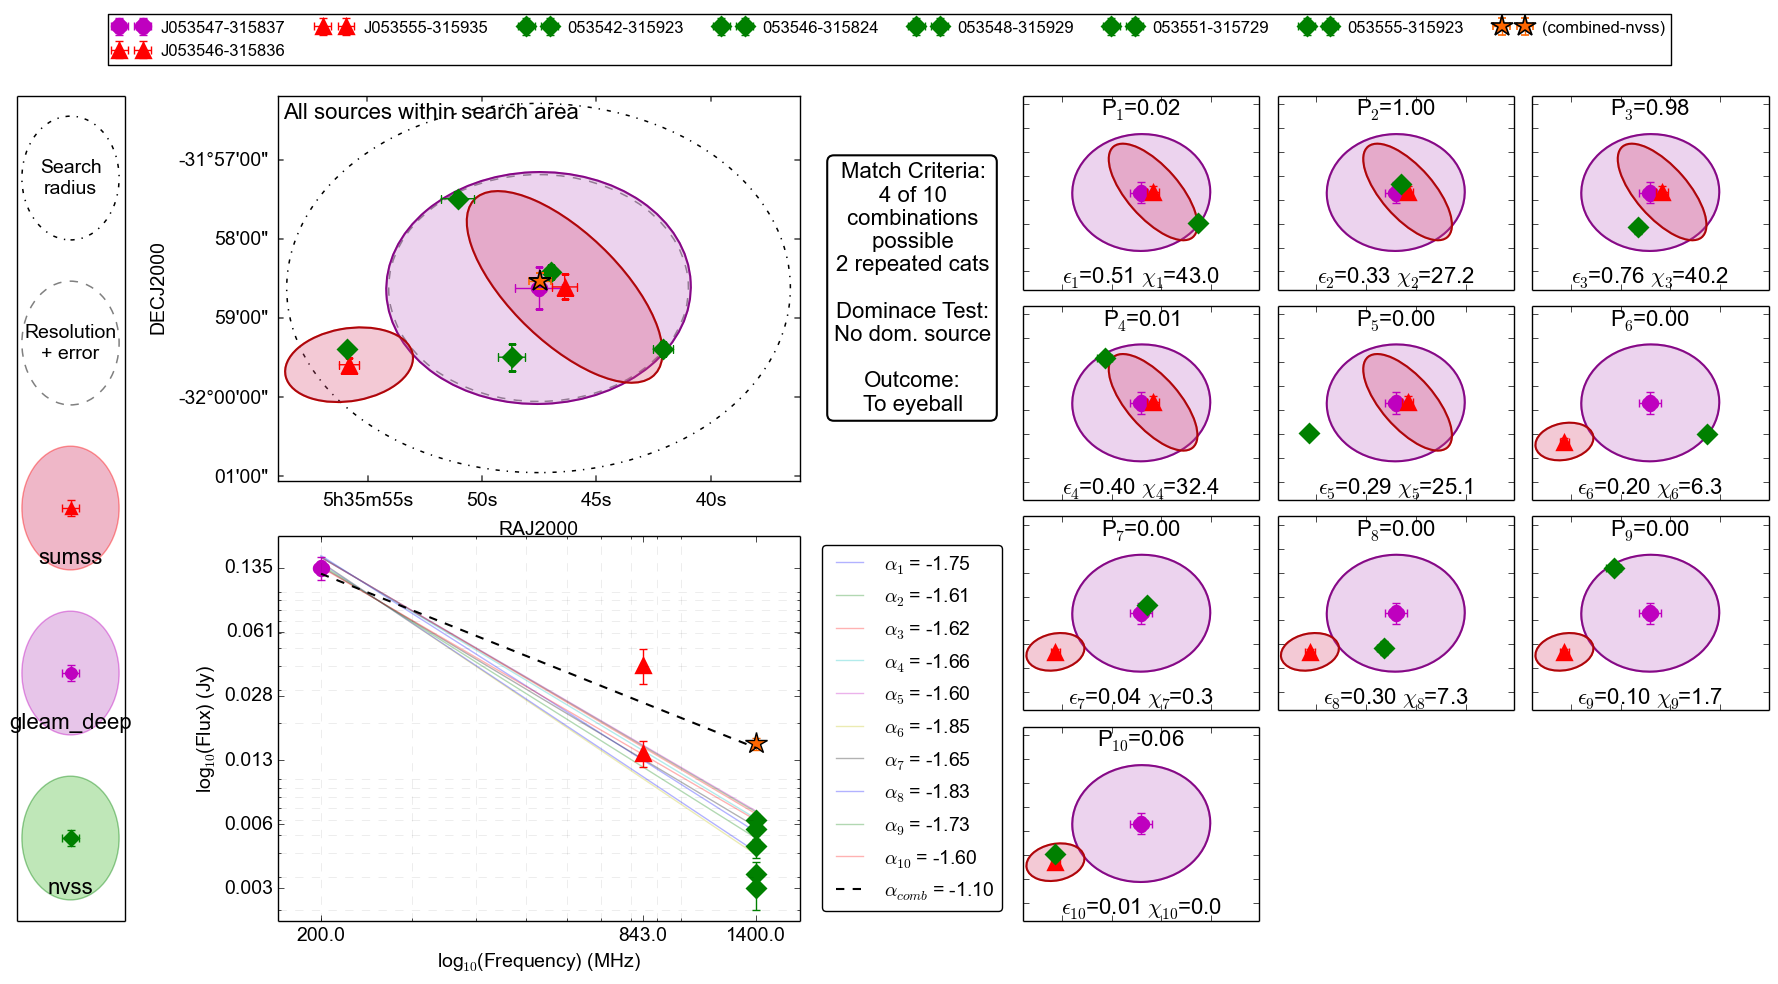 J053547-315837
J053555-315935
053542-315923
053546-315824
053548-315929
053551-315729
053555-315923
(combined-nvss)
J053546-315836
Search
radius
Resolution
+ error
sumss
gleam_deep
nvss
All sources within search area
DECJ2000
-31°57'00"
58'00"
59'00"
-32°00'00"
01'00"
5h35m55s
50s
45s
40s
RAJ2000
Match Criteria:
4 of 10
combinations
possible
2 repeated cats
Dominace Test:
No dom. source
Outcome:
To eyeball
log₁₀(Flux) (Jy)
0.135
0.061
0.028
0.013
0.006
0.003
200.0
843.0
1400.0
log₁₀(Frequency) (MHz)
α₁ = -1.75
α₂ = -1.61
α₃ = -1.62
α₄ = -1.66
α₅ = -1.60
α₆ = -1.85
α₇ = -1.65
α₈ = -1.83
α₉ = -1.73
α₁₀ = -1.60
α_comb = -1.10
P₁=0.02
ϵ₁=0.51 χ₁=43.0
P₂=1.00
ϵ₂=0.33 χ₂=27.2
P₃=0.98
ϵ₃=0.76 χ₃=40.2
P₄=0.01
ϵ₄=0.40 χ₄=32.4
P₅=0.00
ϵ₅=0.29 χ₅=25.1
P₆=0.00
ϵ₆=0.20 χ₆=6.3
P₇=0.00
ϵ₇=0.04 χ₇=0.3
P₈=0.00
ϵ₈=0.30 χ₈=7.3
P₉=0.00
ϵ₉=0.10 χ₉=1.7
P₁₀=0.06
ϵ₁₀=0.01 χ₁₀=0.0